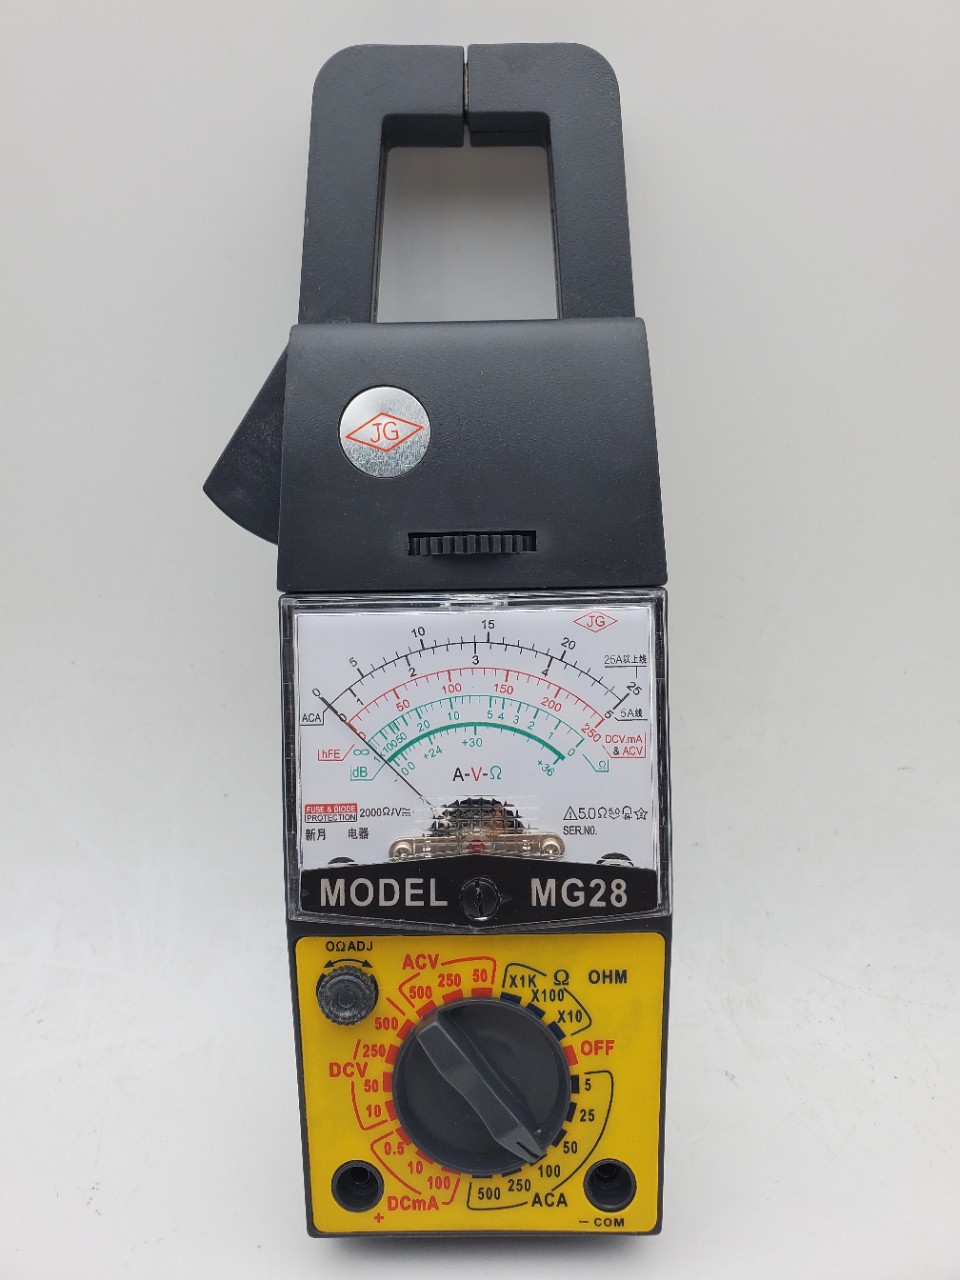 JG
JG
0 5 10 15 20 25
25A以上线
0 1 2 3 4 5
ACA
5A线
0 50 100 150 200 250
hFE
DCV.mA
& ACV
∞ 1K 100 50 20 10 5 4 3 2 1 0
Ω
dB
+24 +30 +36
A-V-Ω
FUSE & DIODE
PROTECTION
2000Ω/V
5.0
新月 电器
SER.NO.
MODEL MG28
0ΩADJ
ACV
500 250 50
X1K Ω OHM
X100
X10
OFF
500
250
DCV
50
10
5
25
50
100
250
500
ACA
0.5
10
100
DCmA
+
— COM